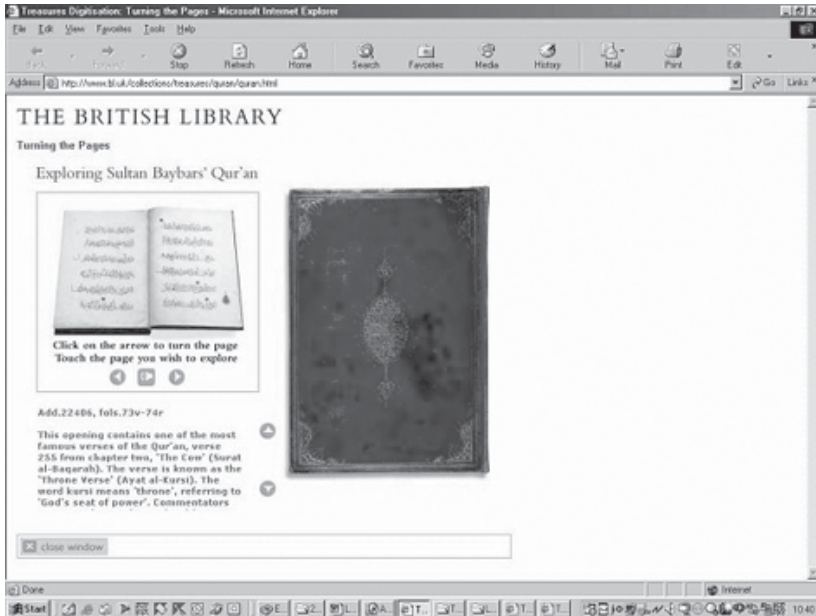 Treasures Digitisation: Turning the Pages - Microsoft Internet Explorer
File Edit View Favorites Tools Help
Back Forward Stop Refresh Home Search Favorites Media History Mail Print Edit
Address http://www.bl.uk/collections/treasures/quran/quran.html Go Links
THE BRITISH LIBRARY
Turning the Pages
Exploring Sultan Baybars' Qur'an
Click on the arrow to turn the page
Touch the page you wish to explore
Add.22406, fols.73v-74r
This opening contains one of the most
famous verses of the Qur'an, verse
255 from chapter two, 'The Cow' (Surat
al-Baqarah). The verse is known as the
'Throne Verse' (Ayat al-Kursi). The
word kursi means 'throne', referring to
'God's seat of power'. Commentators
close window
Done Internet
Start 10:40